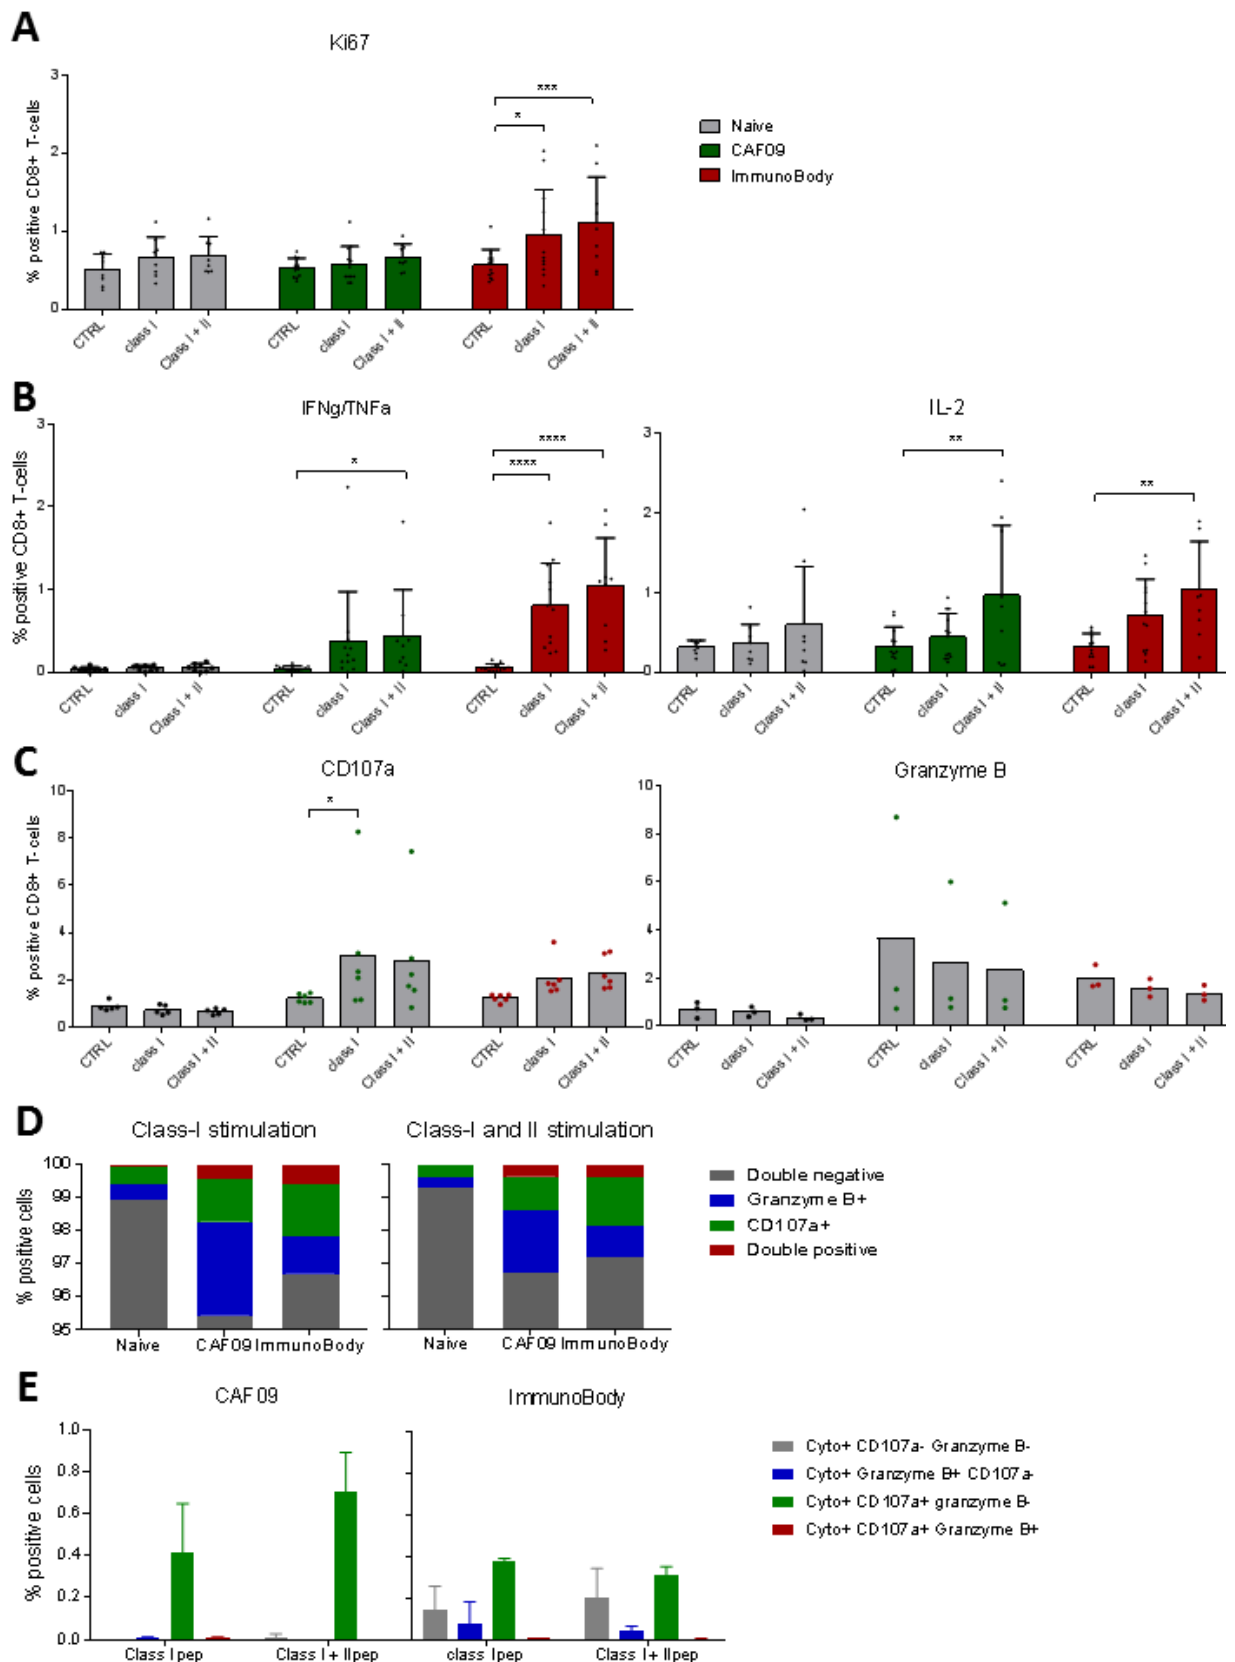 A
Ki67
% positive CD8+ T-cells
3
2
1
0
***
*
CTRL
class I
Class I + II
CTRL
class I
Class I + II
CTRL
class I
Class I + II
Naive
CAF09
ImmunoBody
B
IFNg/TNFa
% positive CD8+ T-cells
3
2
1
0
*
****
****
CTRL
class I
Class I + II
CTRL
class I
Class I + II
CTRL
class I
Class I + II
IL-2
3
2
1
0
**
**
CTRL
class I
Class I + II
CTRL
class I
Class I + II
CTRL
class I
Class I + II
C
CD107a
% positive CD8+ T-cells
10
8
6
4
2
0
*
CTRL
class I
Class I + II
CTRL
class I
Class I + II
CTRL
class I
Class I + II
Granzyme B
10
8
6
4
2
0
CTRL
class I
Class I + II
CTRL
class I
Class I + II
CTRL
class I
Class I + II
D
Class-I stimulation
% positive cells
100
99
98
97
96
95
Naive CAF09 ImmunoBody
Class-I and II stimulation
Naive CAF09 ImmunoBody
Double negative
Granzyme B+
CD107a+
Double positive
E
CAF09
% positive cells
1.0
0.8
0.6
0.4
0.2
0.0
Class I pep Class I + II pep
ImmunoBody
class I pep Class I + II pep
Cyto+ CD107a- Granzyme B-
Cyto+ Granzyme B+ CD107a-
Cyto+ CD107a+ granzyme B-
Cyto+ CD107a+ Granzyme B+